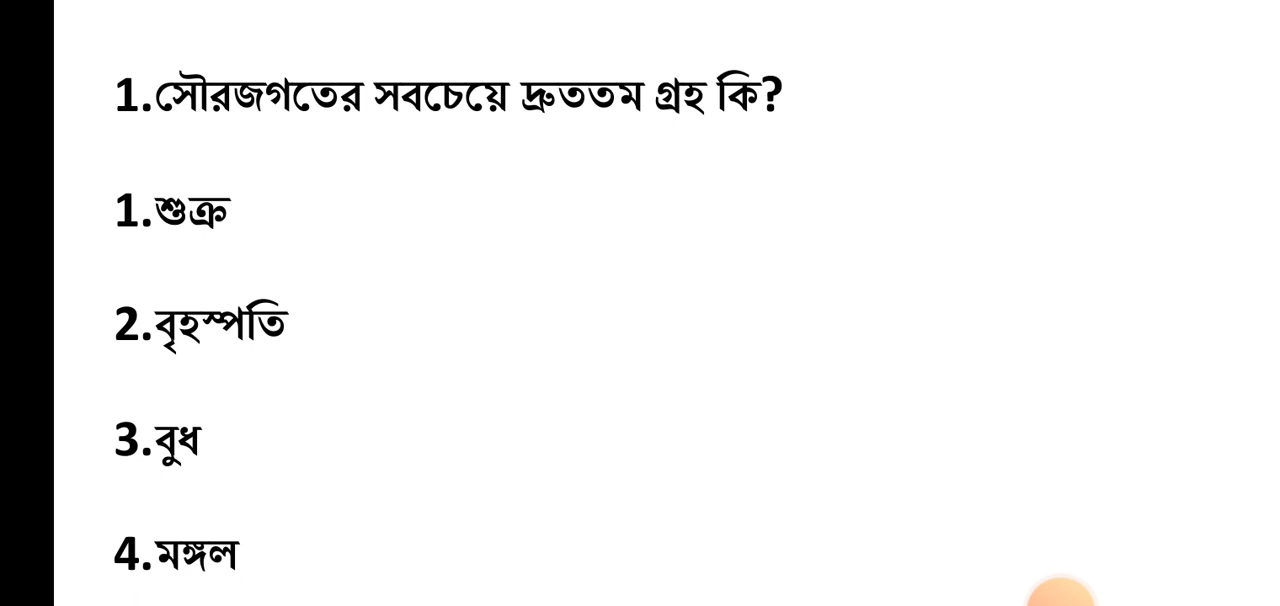 1.সৌরজগতের সবচেয়ে দ্রুততম গ্রহ কি?
1.শুক্র
2.বৃহস্পতি
3.বুধ
4.মঙ্গল